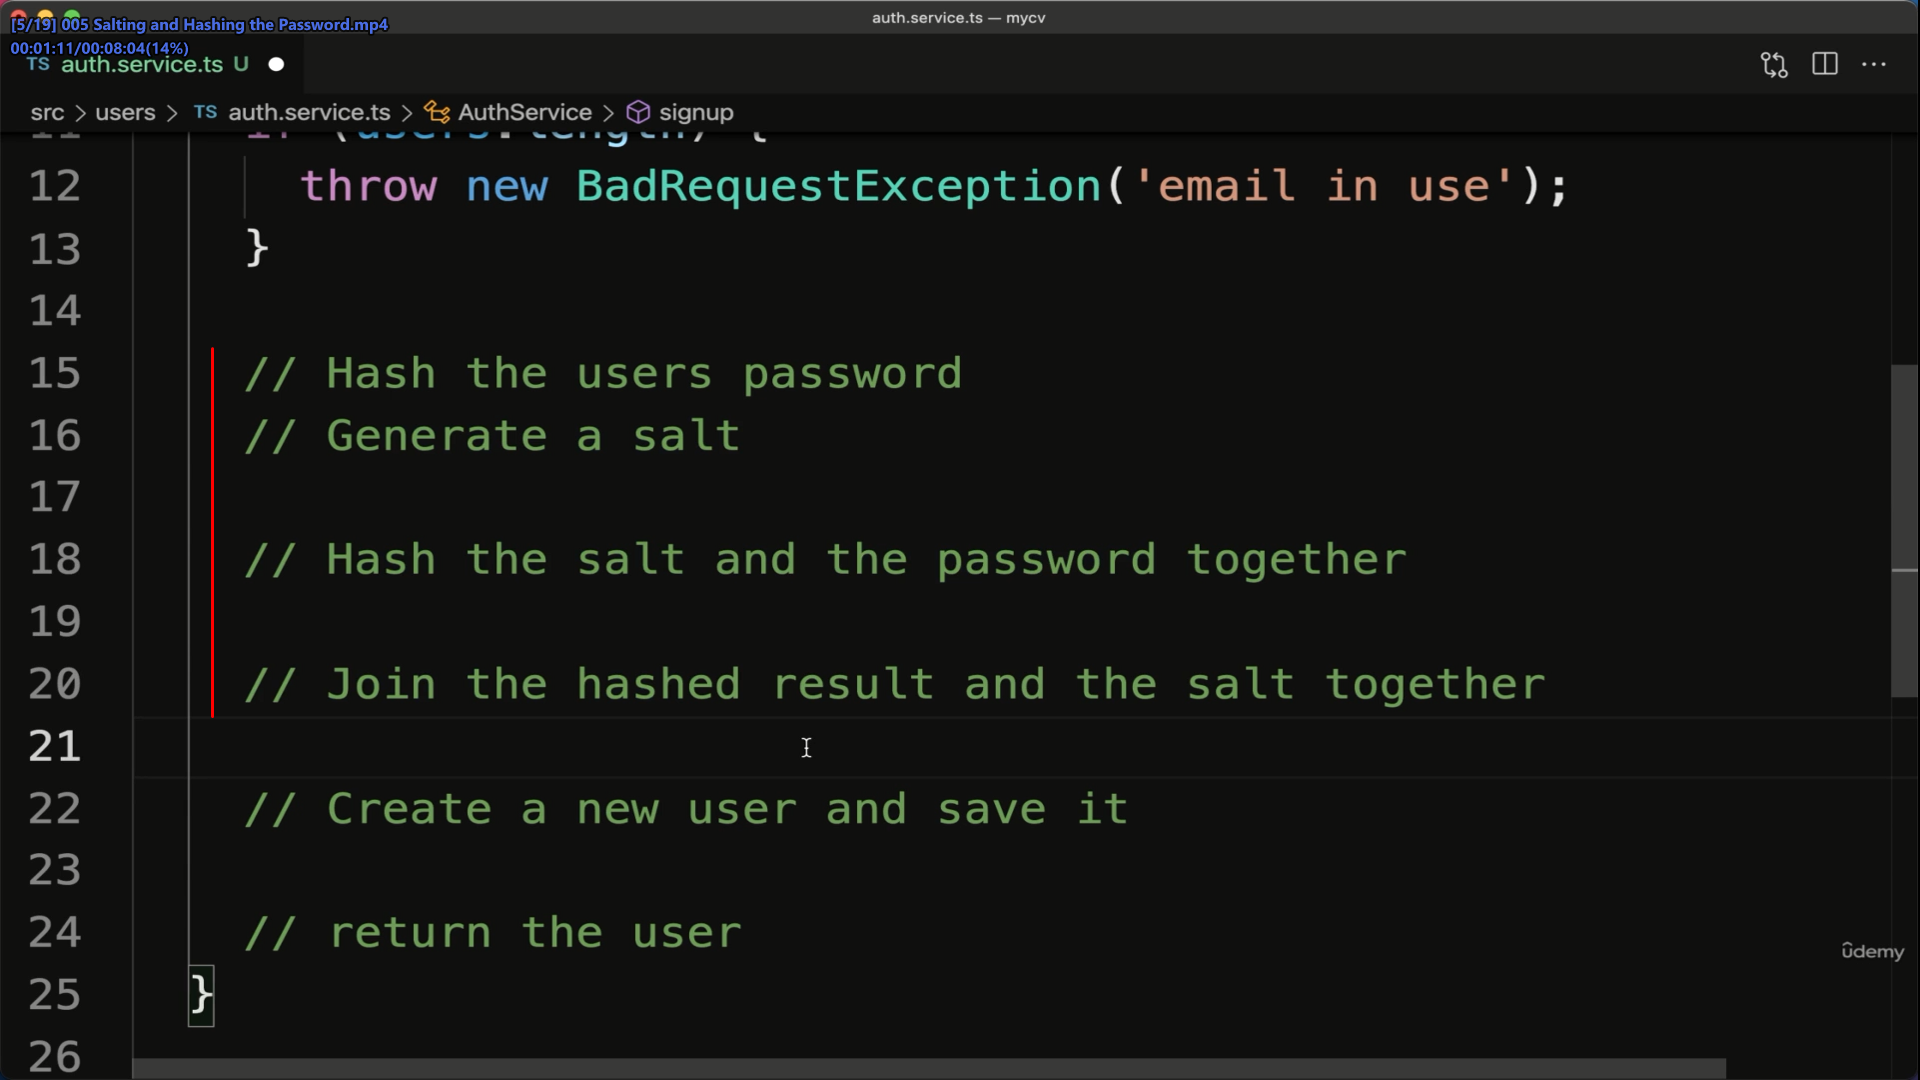 auth.service.ts — mycv
[5/19] 005 Salting and Hashing the Password.mp4
00:01:11/00:08:04(14%)
TS auth.service.ts U
src > users > TS auth.service.ts > AuthService > signup
11 if (users.length) {
12 throw new BadRequestException('email in use');
13 }
14
15 // Hash the users password
16 // Generate a salt
17
18 // Hash the salt and the password together
19
20 // Join the hashed result and the salt together
21
22 // Create a new user and save it
23
24 // return the user
25 }
26
ûdemy